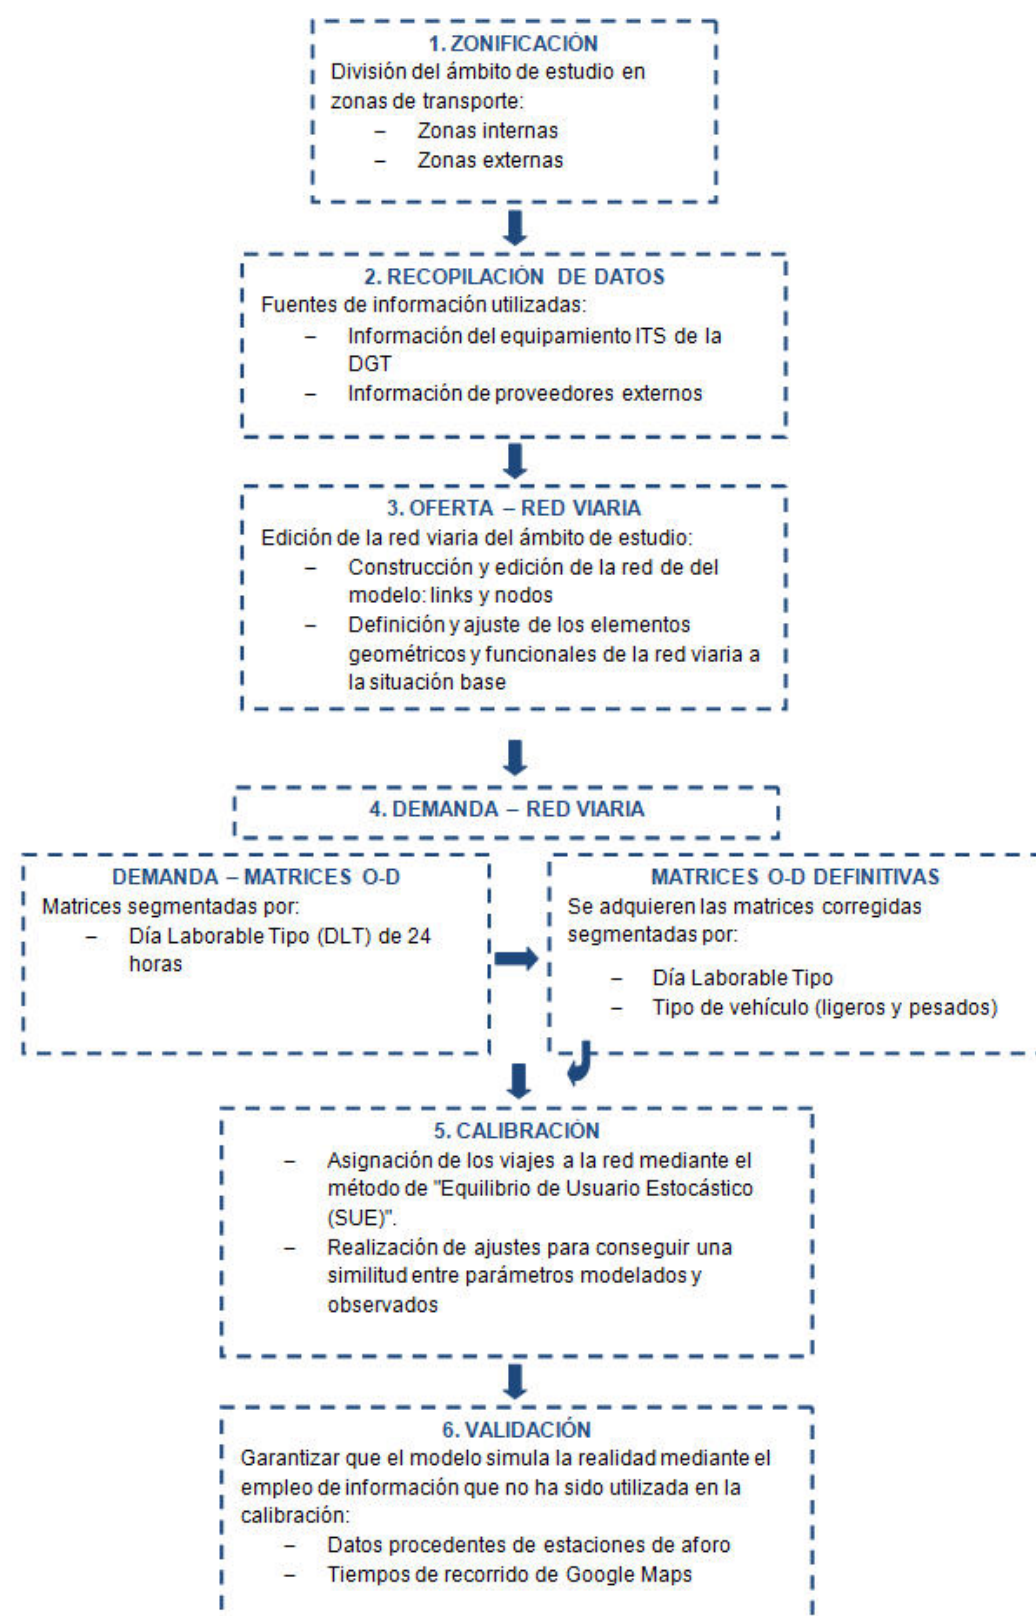 1. ZONIFICACIÓN
División del ámbito de estudio en
zonas de transporte:
– Zonas internas
– Zonas externas
2. RECOPILACIÓN DE DATOS
Fuentes de información utilizadas:
– Información del equipamiento ITS de la
DGT
– Información de proveedores externos
3. OFERTA – RED VIARIA
Edición de la red viaria del ámbito de estudio:
– Construcción y edición de la red de del
modelo: links y nodos
– Definición y ajuste de los elementos
geométricos y funcionales de la red viaria a
la situación base
4. DEMANDA – RED VIARIA
DEMANDA – MATRICES O-D
Matrices segmentadas por:
– Día Laborable Tipo (DLT) de 24
horas
MATRICES O-D DEFINITIVAS
Se adquieren las matrices corregidas
segmentadas por:
– Día Laborable Tipo
– Tipo de vehículo (ligeros y pesados)
5. CALIBRACIÓN
– Asignación de los viajes a la red mediante el
método de "Equilibrio de Usuario Estocástico
(SUE)".
– Realización de ajustes para conseguir una
similitud entre parámetros modelados y
observados
6. VALIDACIÓN
Garantizar que el modelo simula la realidad mediante el
empleo de información que no ha sido utilizada en la
calibración:
– Datos procedentes de estaciones de aforo
– Tiempos de recorrido de Google Maps